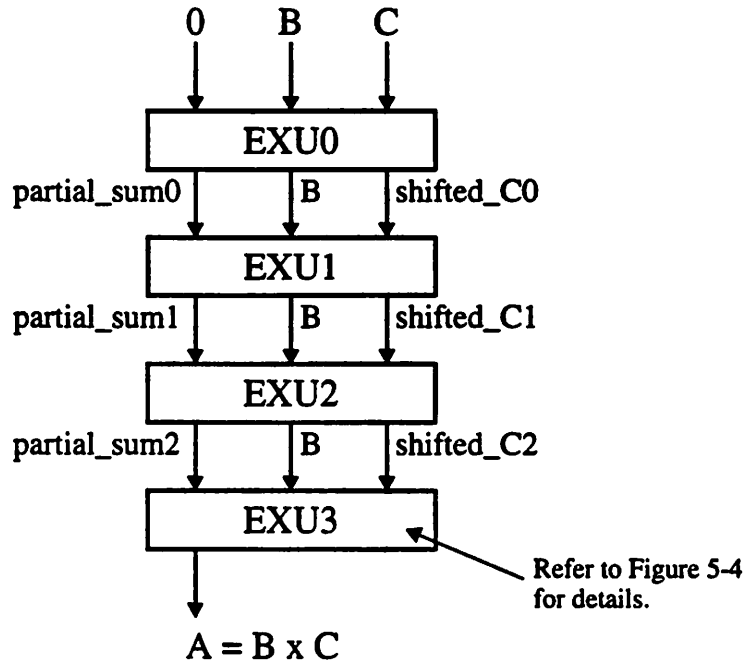 0 B C
EXU0
partial_sum0 B shifted_C0
EXU1
partial_sum1 B shifted_C1
EXU2
partial_sum2 B shifted_C2
EXU3
Refer to Figure 5-4
for details.
A = B x C